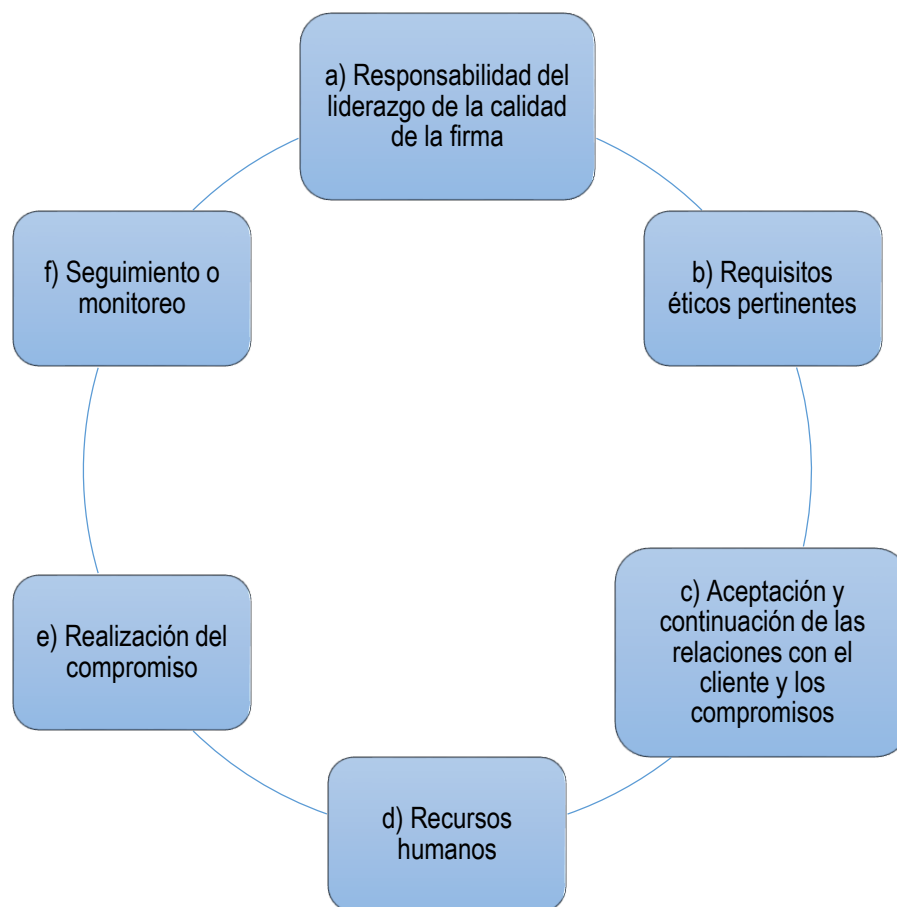 a) Responsabilidad del
liderazgo de la calidad
de la firma
b) Requisitos
éticos pertinentes
c) Aceptación y
continuación de las
relaciones con el
cliente y los
compromisos
d) Recursos
humanos
e) Realización del
compromiso
f) Seguimiento o
monitoreo